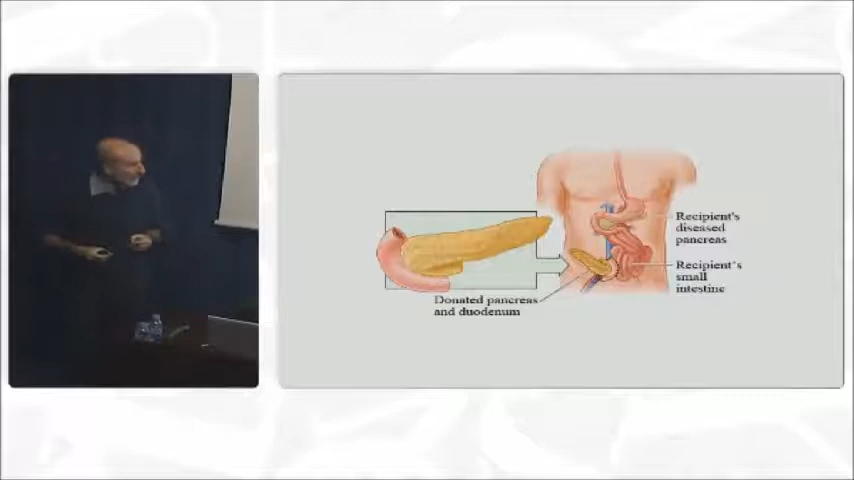 Recipient's
diseased
pancreas
Recipient's
small
intestine
Donated pancreas
and duodenum